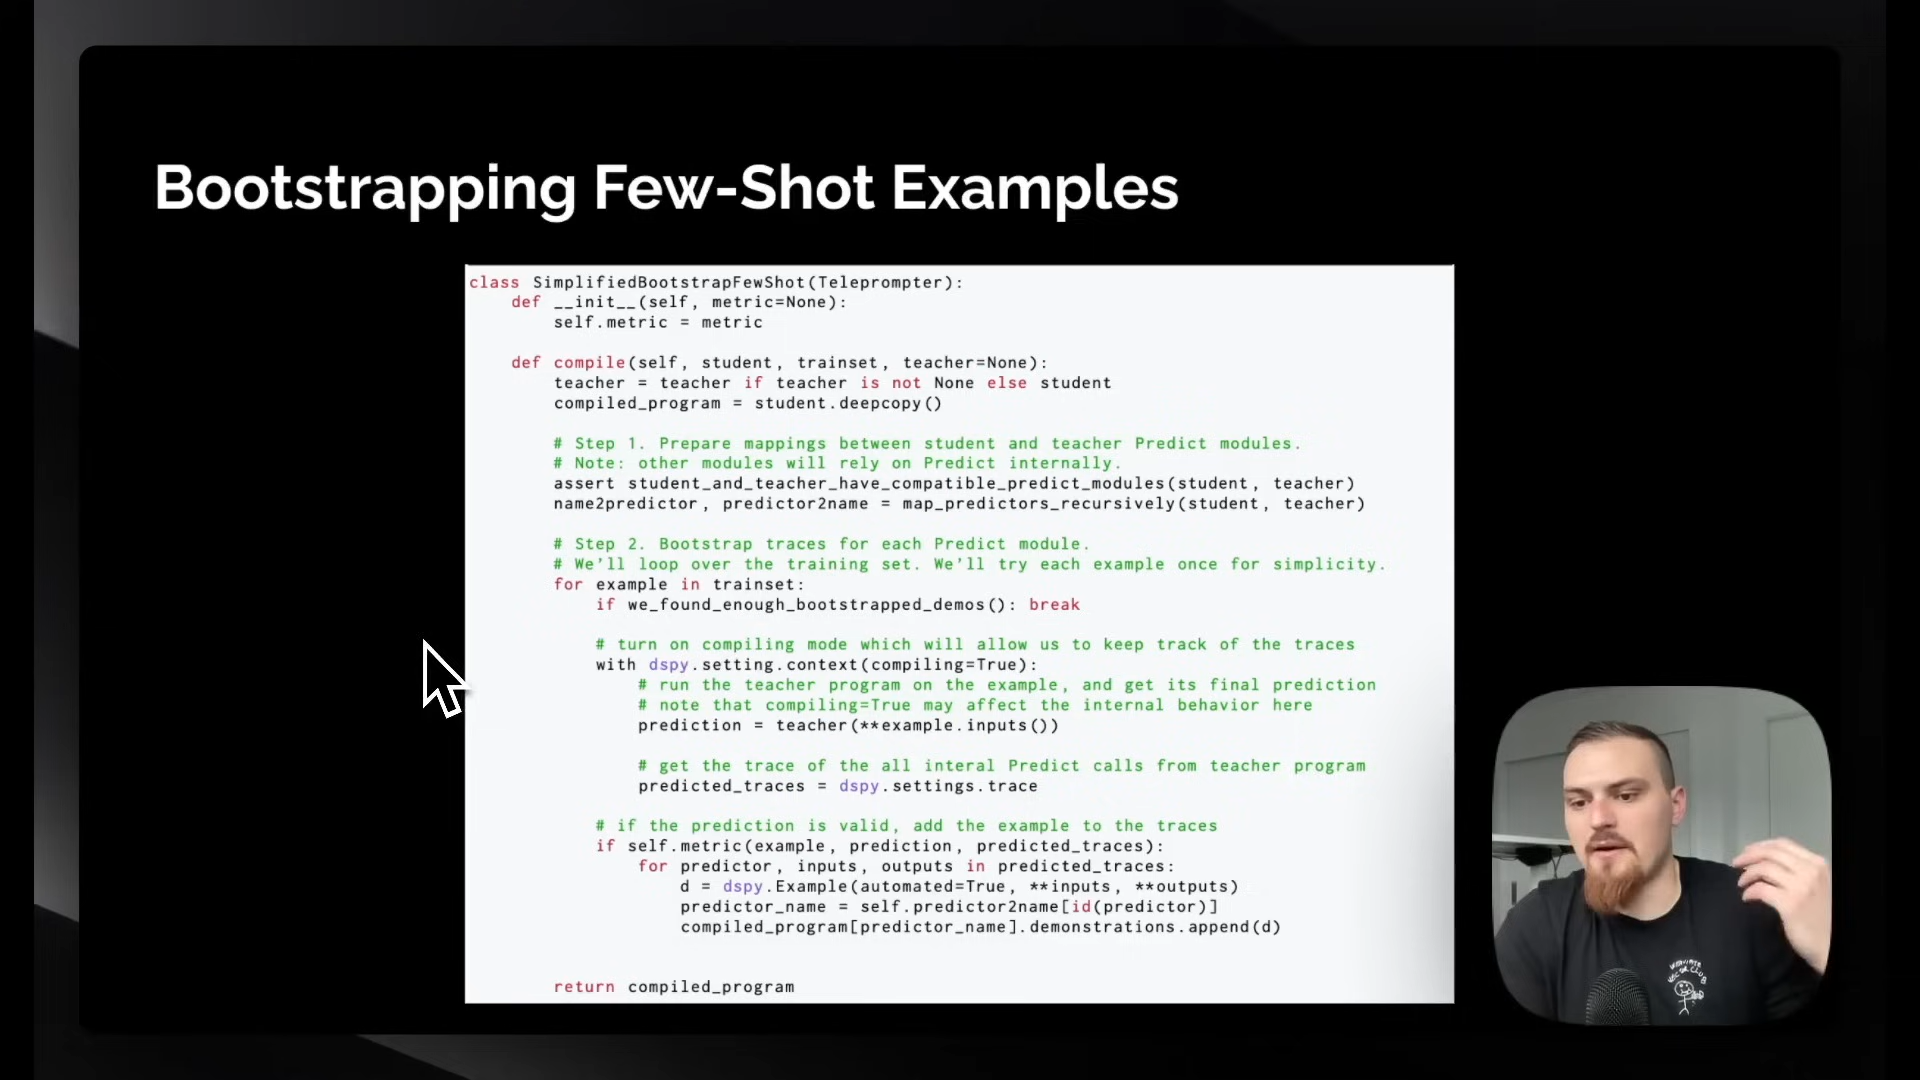 Bootstrapping Few-Shot Examples
class SimplifiedBootstrapFewShot(Teleprompter):
    def __init__(self, metric=None):
        self.metric = metric
    def compile(self, student, trainset, teacher=None):
        teacher = teacher if teacher is not None else student
        compiled_program = student.deepcopy()
        # Step 1. Prepare mappings between student and teacher Predict modules.
        # Note: other modules will rely on Predict internally.
        assert student_and_teacher_have_compatible_predict_modules(student, teacher)
        name2predictor, predictor2name = map_predictors_recursively(student, teacher)
        # Step 2. Bootstrap traces for each Predict module.
        # We'll loop over the training set. We'll try each example once for simplicity.
        for example in trainset:
            if we_found_enough_bootstrapped_demos(): break
            # turn on compiling mode which will allow us to keep track of the traces
            with dspy.setting.context(compiling=True):
                # run the teacher program on the example, and get its final prediction
                # note that compiling=True may affect the internal behavior here
                prediction = teacher(**example.inputs())
                # get the trace of the all interal Predict calls from teacher program
                predicted_traces = dspy.settings.trace
            # if the prediction is valid, add the example to the traces
            if self.metric(example, prediction, predicted_traces):
                for predictor, inputs, outputs in predicted_traces:
                    d = dspy.Example(automated=True, **inputs, **outputs)
                    predictor_name = self.predictor2name[id(predictor)]
                    compiled_program[predictor_name].demonstrations.append(d)
        return compiled_program